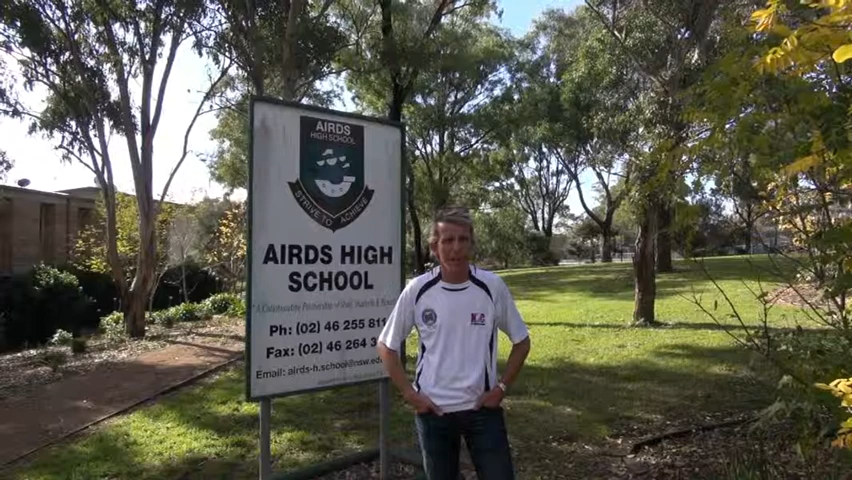 AIRDS
HIGH SCHOOL
STRIVE TO ACHIEVE
AIRDS HIGH
SCHOOL
Ph: (02) 46 255 811
Fax: (02) 46 264 3
Email: airds-h.school@nsw.ed